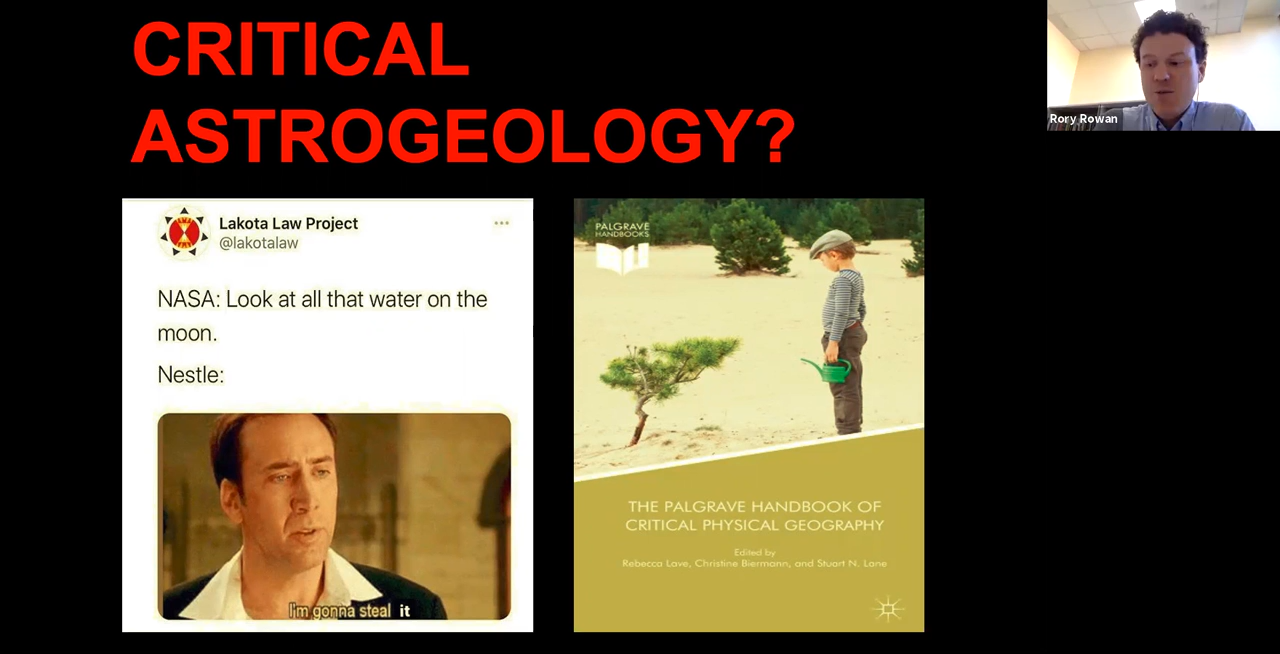 CRITICAL
ASTROGEOLOGY?
Rory Rowan
Lakota Law Project
@lakotalaw
NASA: Look at all that water on the
moon.
Nestle:
I'm gonna steal it
PALGRAVE
HANDBOOKS
THE PALGRAVE HANDBOOK OF
CRITICAL PHYSICAL GEOGRAPHY
Edited by
Rebecca Lave, Christine Biermann, and Stuart N. Lane